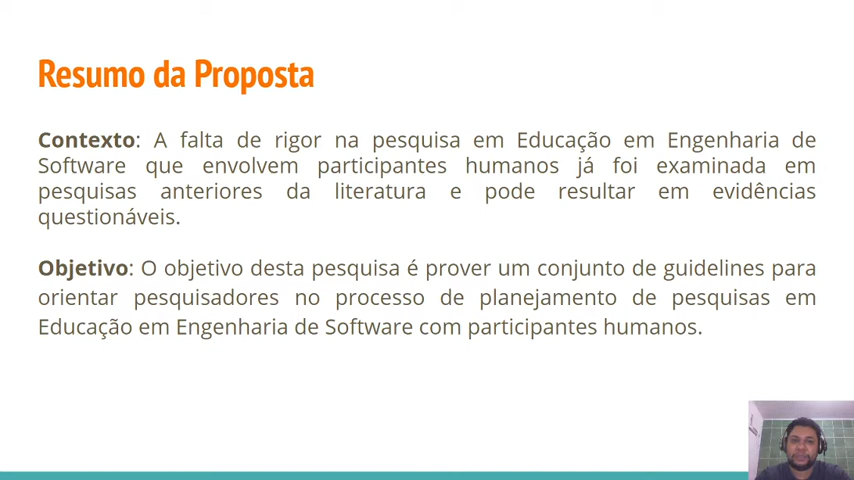 Resumo da Proposta
Contexto: A falta de rigor na pesquisa em Educação em Engenharia de
Software que envolvem participantes humanos já foi examinada em
pesquisas anteriores da literatura e pode resultar em evidências
questionáveis.
Objetivo: O objetivo desta pesquisa é prover um conjunto de guidelines para
orientar pesquisadores no processo de planejamento de pesquisas em
Educação em Engenharia de Software com participantes humanos.